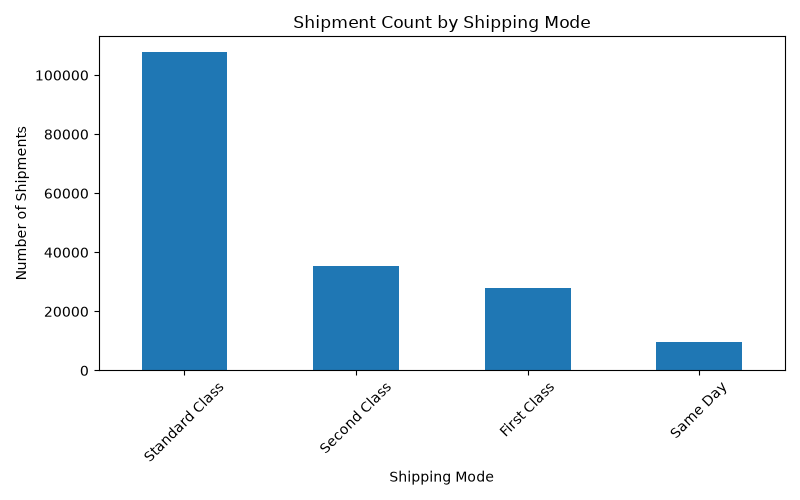 Shipment Count by Shipping Mode
Number of Shipments
100000
80000
60000
40000
20000
0
Standard Class
Second Class
First Class
Same Day
Shipping Mode